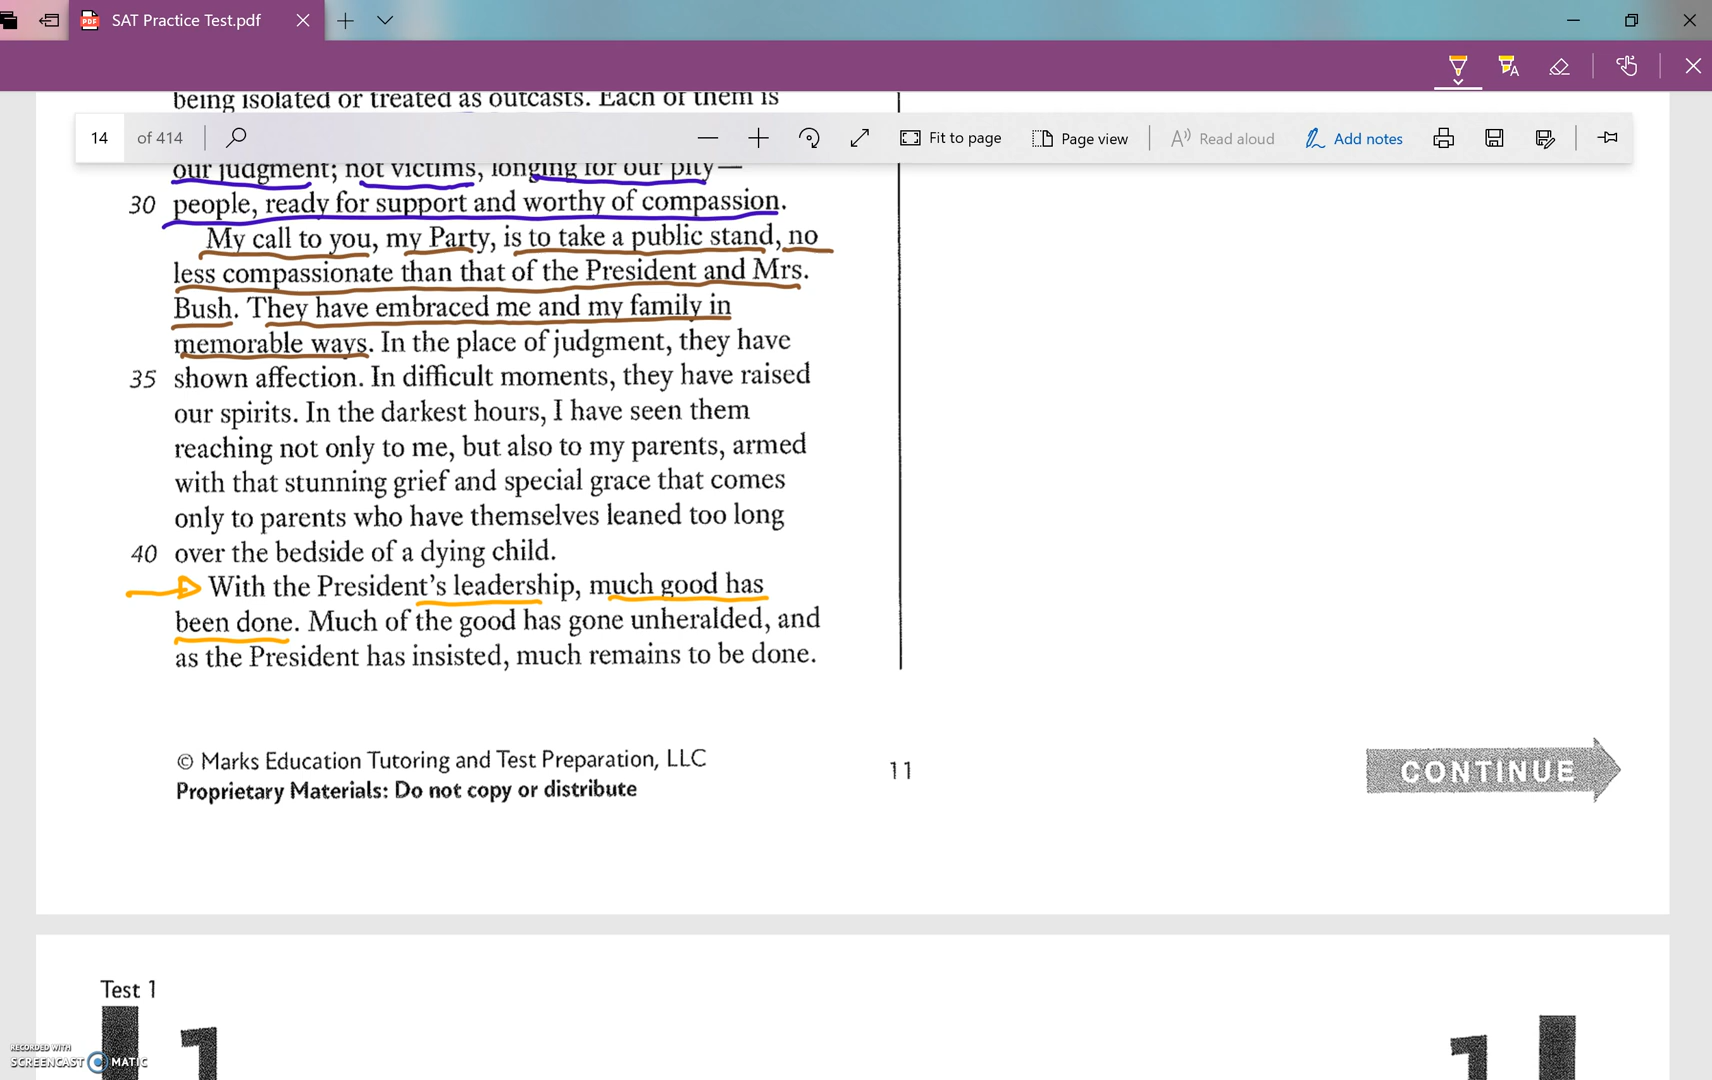 SAT Practice Test.pdf
being isolated or treated as outcasts. Each of them is
14 of 414 Fit to page Page view Read aloud Add notes
our judgment; not victims, longing for our pity—
30 people, ready for support and worthy of compassion.
My call to you, my Party, is to take a public stand, no
less compassionate than that of the President and Mrs.
Bush. They have embraced me and my family in
memorable ways. In the place of judgment, they have
35 shown affection. In difficult moments, they have raised
our spirits. In the darkest hours, I have seen them
reaching not only to me, but also to my parents, armed
with that stunning grief and special grace that comes
only to parents who have themselves leaned too long
40 over the bedside of a dying child.
With the President's leadership, much good has
been done. Much of the good has gone unheralded, and
as the President has insisted, much remains to be done.
© Marks Education Tutoring and Test Preparation, LLC
Proprietary Materials: Do not copy or distribute
11
CONTINUE
Test 1
1 1
RECORDED WITH
SCREENCAST MATIC